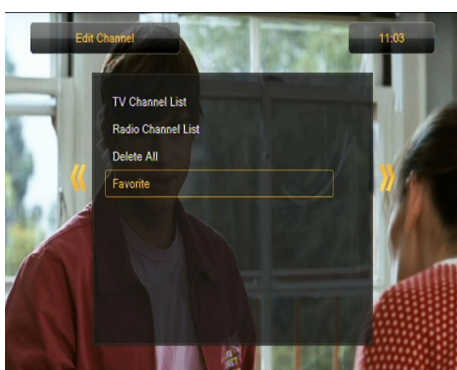 Edit Channel
11:03
TV Channel List
Radio Channel List
Delete All
Favorite